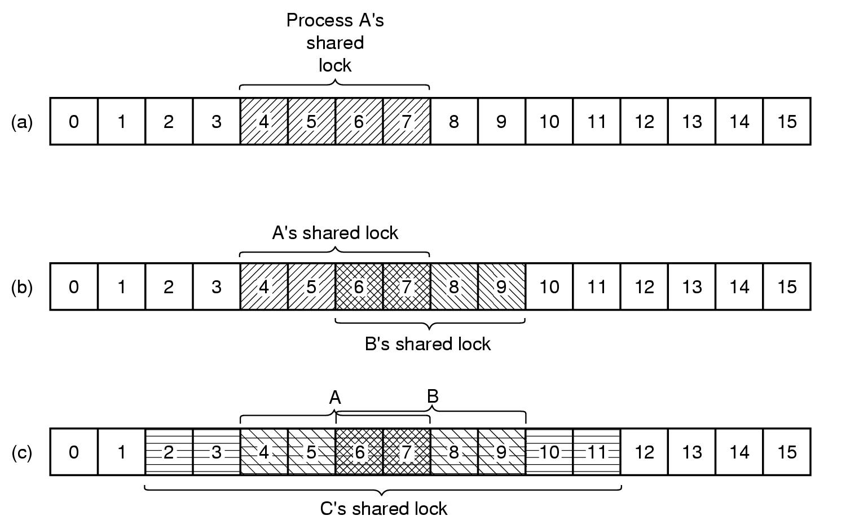 Process A's
shared
lock
(a) 0 1 2 3 4 5 6 7 8 9 10 11 12 13 14 15
A's shared lock
(b) 0 1 2 3 4 5 6 7 8 9 10 11 12 13 14 15
B's shared lock
A B
(c) 0 1 2 3 4 5 6 7 8 9 10 11 12 13 14 15
C's shared lock